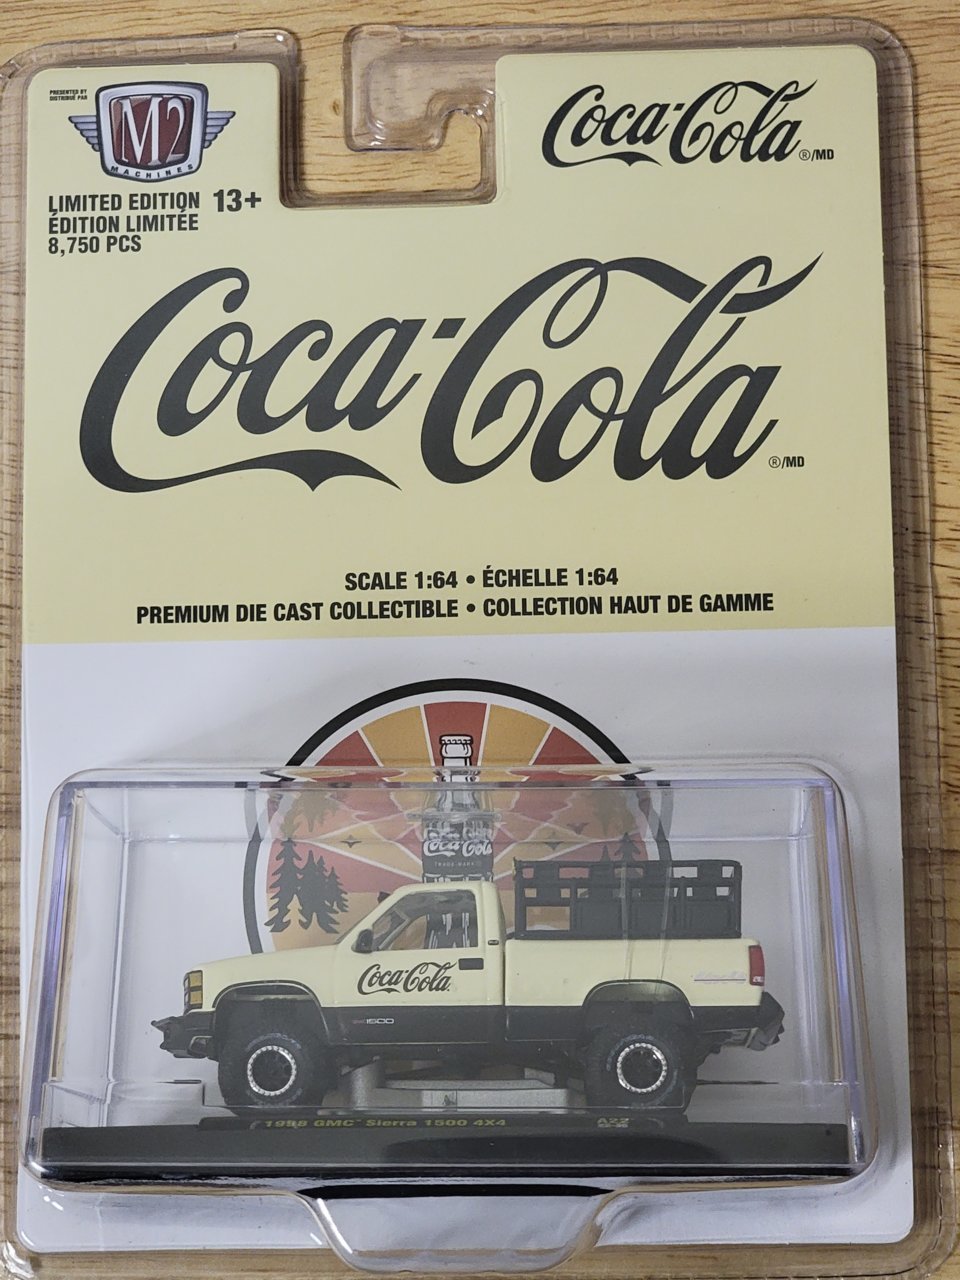 PRESENTED BY
DISTRIBUÉ PAR
M2
MACHINES
Coca-Cola ®/MD
LIMITED EDITION 13+
ÉDITION LIMITÉE
8,750 PCS
Coca-Cola ®/MD
SCALE 1:64 • ÉCHELLE 1:64
PREMIUM DIE CAST COLLECTIBLE • COLLECTION HAUT DE GAMME
Coca-Cola
TRADE-MARK
Coca-Cola
1500
1998 GMC Sierra 1500 4X4